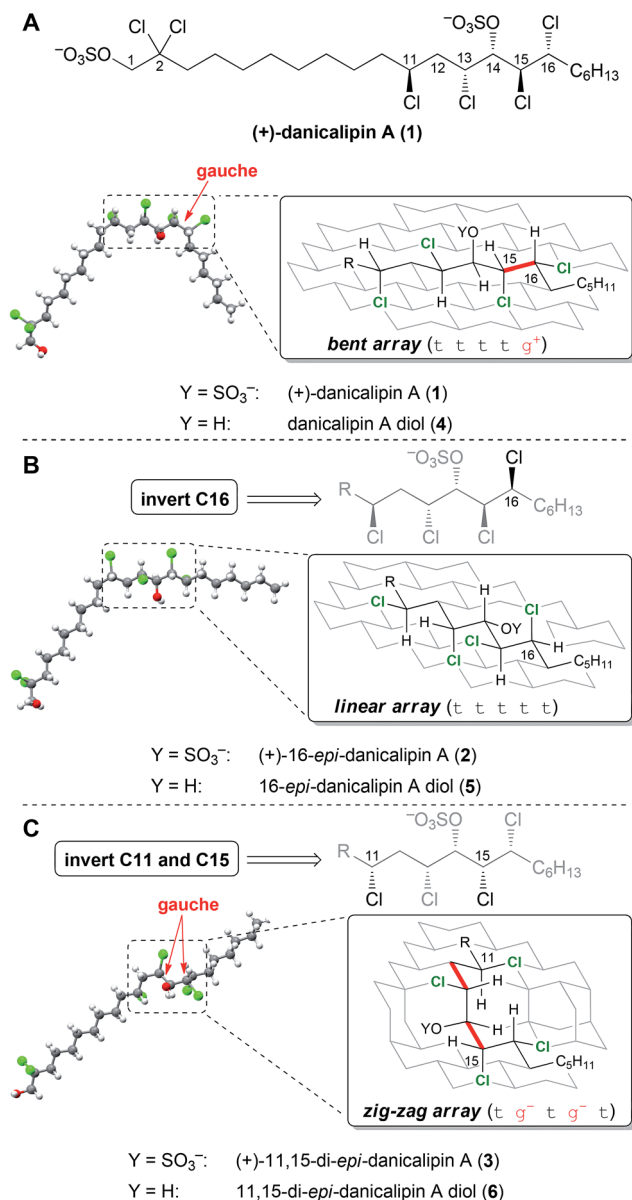 A
Cl Cl
⁻O₃SO
1
2
11
12
13
14
15
16
OSO₃⁻ Cl
C₆H₁₃
Cl Cl Cl
(+)-danicalipin A (1)
gauche
YO
H Cl H H
R 15 Cl
16
C₅H₁₁
Cl H H Cl
bent array (t t t t g⁺)
Y = SO₃⁻: (+)-danicalipin A (1)
Y = H: danicalipin A diol (4)
B
invert C16
⁻O₃SO Cl
R
16
C₆H₁₃
Cl Cl Cl
R
H
Cl Cl
H OY
Cl H
H 16
Cl C₅H₁₁
H
linear array (t t t t t)
Y = SO₃⁻: (+)-16-epi-danicalipin A (2)
Y = H: 16-epi-danicalipin A diol (5)
C
invert C11 and C15
⁻O₃SO Cl
R 11 15
C₆H₁₃
Cl Cl Cl
gauche
R
11
Cl
Cl H
H
YO H H
H Cl
15
C₅H₁₁
Cl
zig-zag array (t g⁻ t g⁻ t)
Y = SO₃⁻: (+)-11,15-di-epi-danicalipin A (3)
Y = H: 11,15-di-epi-danicalipin A diol (6)